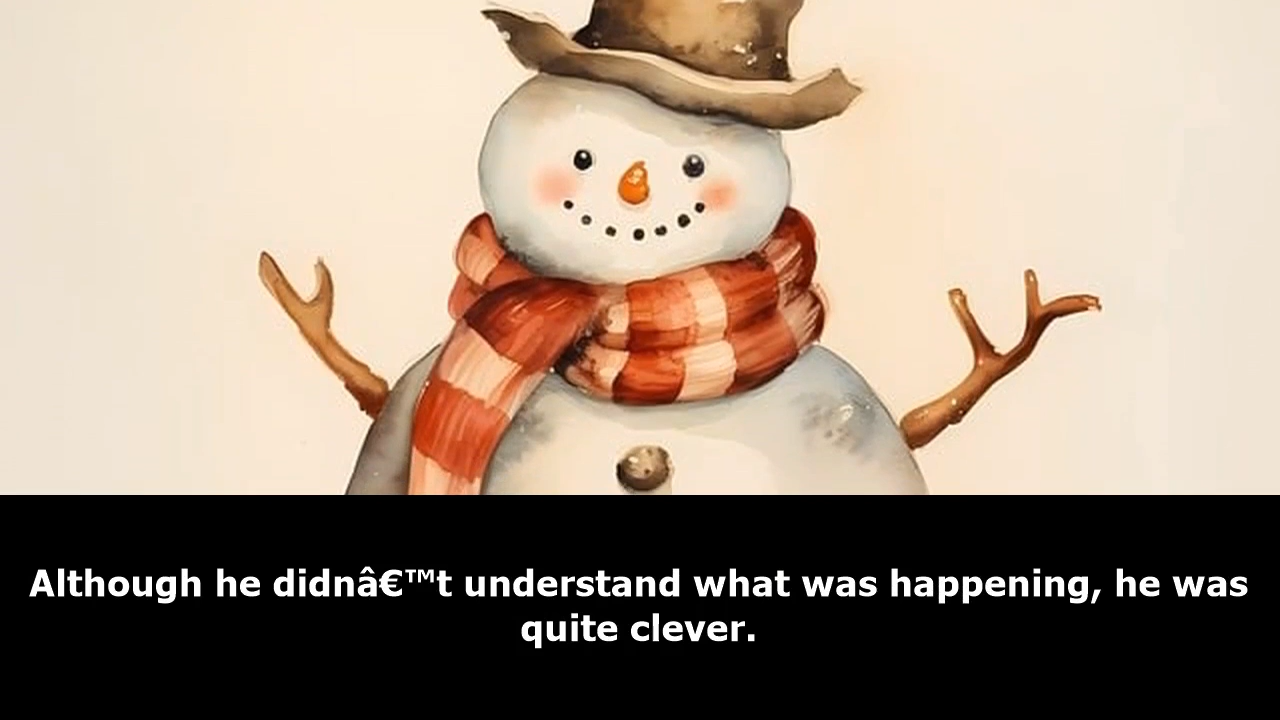 Although he didnâ€™t understand what was happening, he was
quite clever.